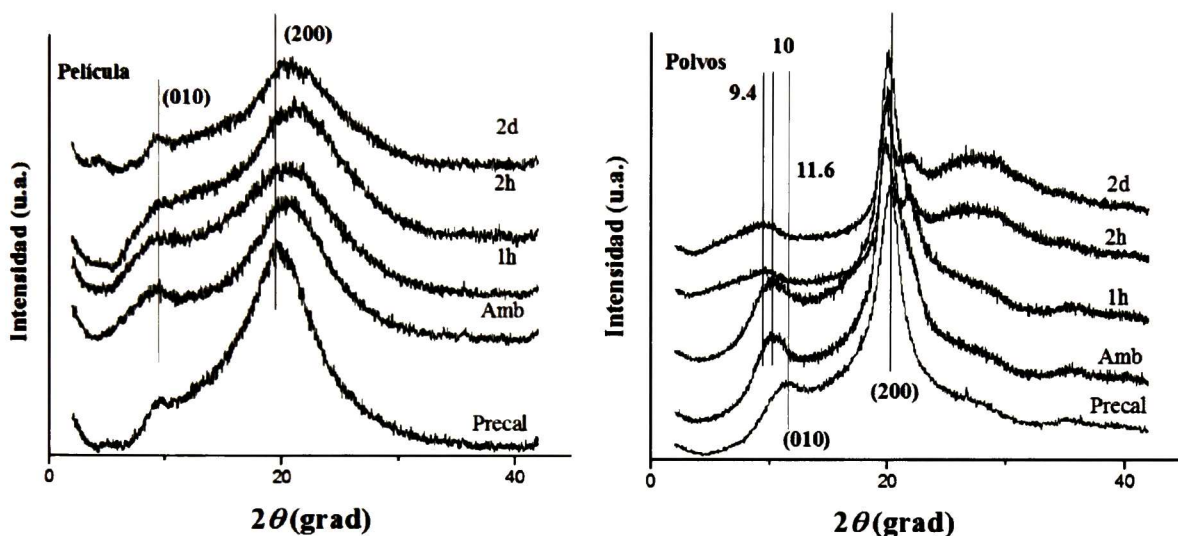 Película
(010)
(200)
2d
2h
1h
Amb
Precal
Intensidad (u.a.)
0
20
40
2θ(grad)
Polvos
9.4
10
11.6
2d
2h
1h
Amb
Precal
(200)
(010)
Intensidad (u.a.)
0
10
20
40
2θ(grad)